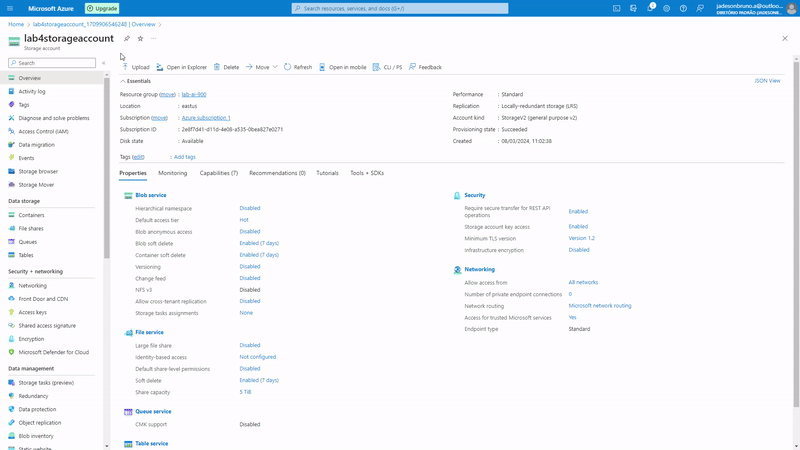 Microsoft Azure
Upgrade
Search resources, services, and docs (G+/)
2
jadesonbruno.a@outloo...
DIRETÓRIO PADRÃO (JADESONB...
Home > lab4storageaccount_1709906546248 | Overview >
lab4storageaccount
Storage account
Search
Upload Open in Explorer Delete Move Refresh Open in mobile CLI / PS Feedback
Essentials
JSON View
Resource group (move) : lab-ai-900
Location : eastus
Subscription (move) : Azure subscription 1
Subscription ID : 2e8f7d41-d11d-4e06-a535-0bea827e0271
Disk state : Available
Performance : Standard
Replication : Locally-redundant storage (LRS)
Account kind : StorageV2 (general purpose v2)
Provisioning state : Succeeded
Created : 08/03/2024, 11:02:38
Tags (edit) : Add tags
Overview
Activity log
Tags
Diagnose and solve problems
Access Control (IAM)
Data migration
Events
Storage browser
Storage Mover
Data storage
Containers
File shares
Queues
Tables
Security + networking
Networking
Front Door and CDN
Access keys
Shared access signature
Encryption
Microsoft Defender for Cloud
Data management
Storage tasks (preview)
Redundancy
Data protection
Object replication
Blob inventory
Static website
Properties Monitoring Capabilities (7) Recommendations (0) Tutorials Tools + SDKs
Blob service
Hierarchical namespace Disabled
Default access tier Hot
Blob anonymous access Disabled
Blob soft delete Enabled (7 days)
Container soft delete Enabled (7 days)
Versioning Disabled
Change feed Disabled
NFS v3 Disabled
Allow cross-tenant replication Disabled
Storage tasks assignments None
File service
Large file share Disabled
Identity-based access Not configured
Default share-level permissions Disabled
Soft delete Enabled (7 days)
Share capacity 5 TiB
Queue service
CMK support Disabled
Table service
Security
Require secure transfer for REST API
operations Enabled
Storage account key access Enabled
Minimum TLS version Version 1.2
Infrastructure encryption Disabled
Networking
Allow access from All networks
Number of private endpoint connections 0
Network routing Microsoft network routing
Access for trusted Microsoft services Yes
Endpoint type Standard